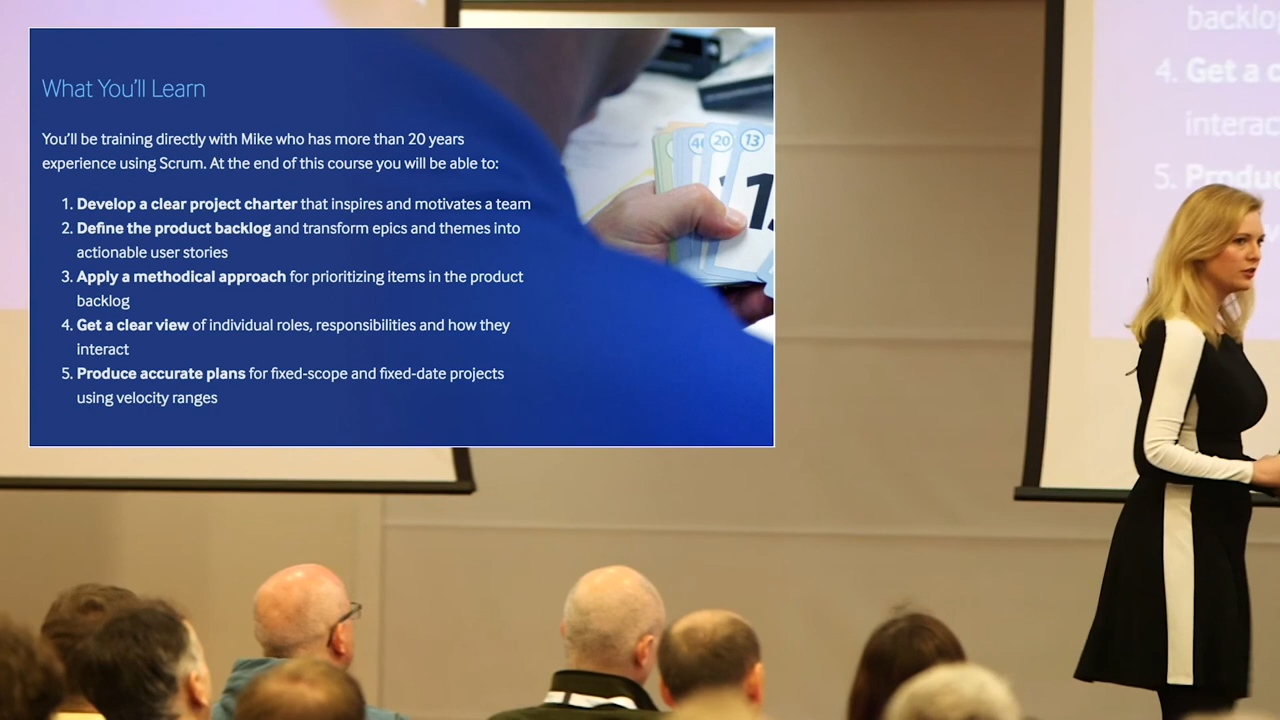 What You'll Learn
You'll be training directly with Mike who has more than 20 years
experience using Scrum. At the end of this course you will be able to:
1. Develop a clear project charter that inspires and motivates a team
2. Define the product backlog and transform epics and themes into
actionable user stories
3. Apply a methodical approach for prioritizing items in the product
backlog
4. Get a clear view of individual roles, responsibilities and how they
interact
5. Produce accurate plans for fixed-scope and fixed-date projects
using velocity ranges
40 20 13
backlog
4. Get a c
interac
5. Produc